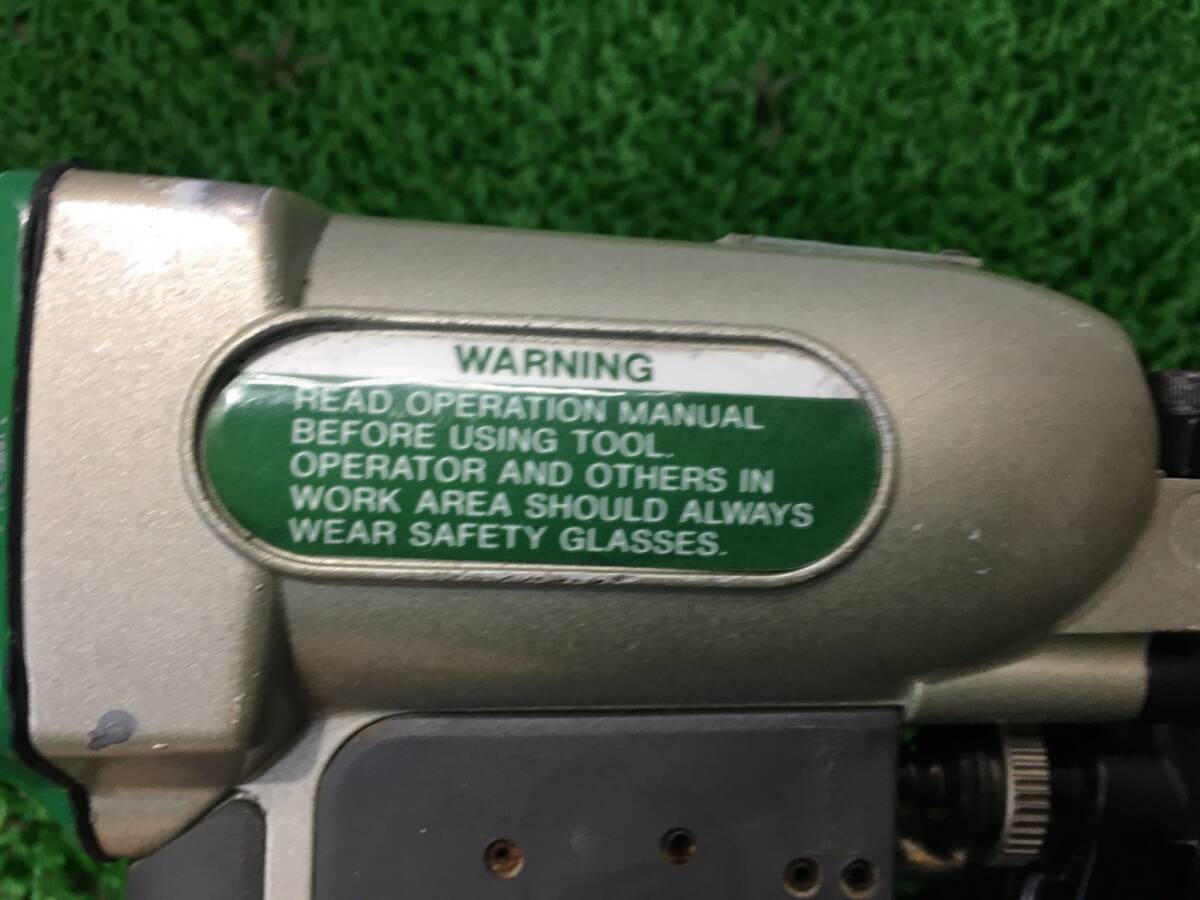 WARNING
READ OPERATION MANUAL
BEFORE USING TOOL.
OPERATOR AND OTHERS IN
WORK AREA SHOULD ALWAYS
WEAR SAFETY GLASSES.